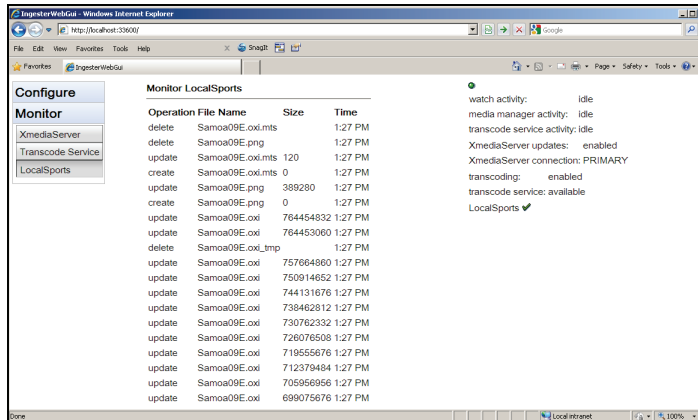 IngesterWebGui - Windows Internet Explorer
http://localhost:33600/
Google
File Edit View Favorites Tools Help
x SnagIt
Favorites IngesterWebGui
Page Safety Tools
Configure
Monitor
XmediaServer
Transcode Service
LocalSports
Monitor LocalSports
Operation File Name Size Time
delete Samoa09E.oxi.mts 1:27 PM
delete Samoa09E.png 1:27 PM
update Samoa09E.oxi.mts 120 1:27 PM
create Samoa09E.oxi.mts 0 1:27 PM
update Samoa09E.png 389280 1:27 PM
create Samoa09E.png 0 1:27 PM
update Samoa09E.oxi 764454832 1:27 PM
update Samoa09E.oxi 764453060 1:27 PM
delete Samoa09E.oxi_tmp 1:27 PM
update Samoa09E.oxi 757664860 1:27 PM
update Samoa09E.oxi 750914652 1:27 PM
update Samoa09E.oxi 744131676 1:27 PM
update Samoa09E.oxi 738462812 1:27 PM
update Samoa09E.oxi 730762332 1:27 PM
update Samoa09E.oxi 726076508 1:27 PM
update Samoa09E.oxi 719555676 1:27 PM
update Samoa09E.oxi 712379484 1:27 PM
update Samoa09E.oxi 705956956 1:27 PM
update Samoa09E.oxi 699075676 1:27 PM
watch activity: idle
media manager activity: idle
transcode service activity: idle
XmediaServer updates: enabled
XmediaServer connection: PRIMARY
transcoding: enabled
transcode service: available
LocalSports
Done
Local intranet
100%